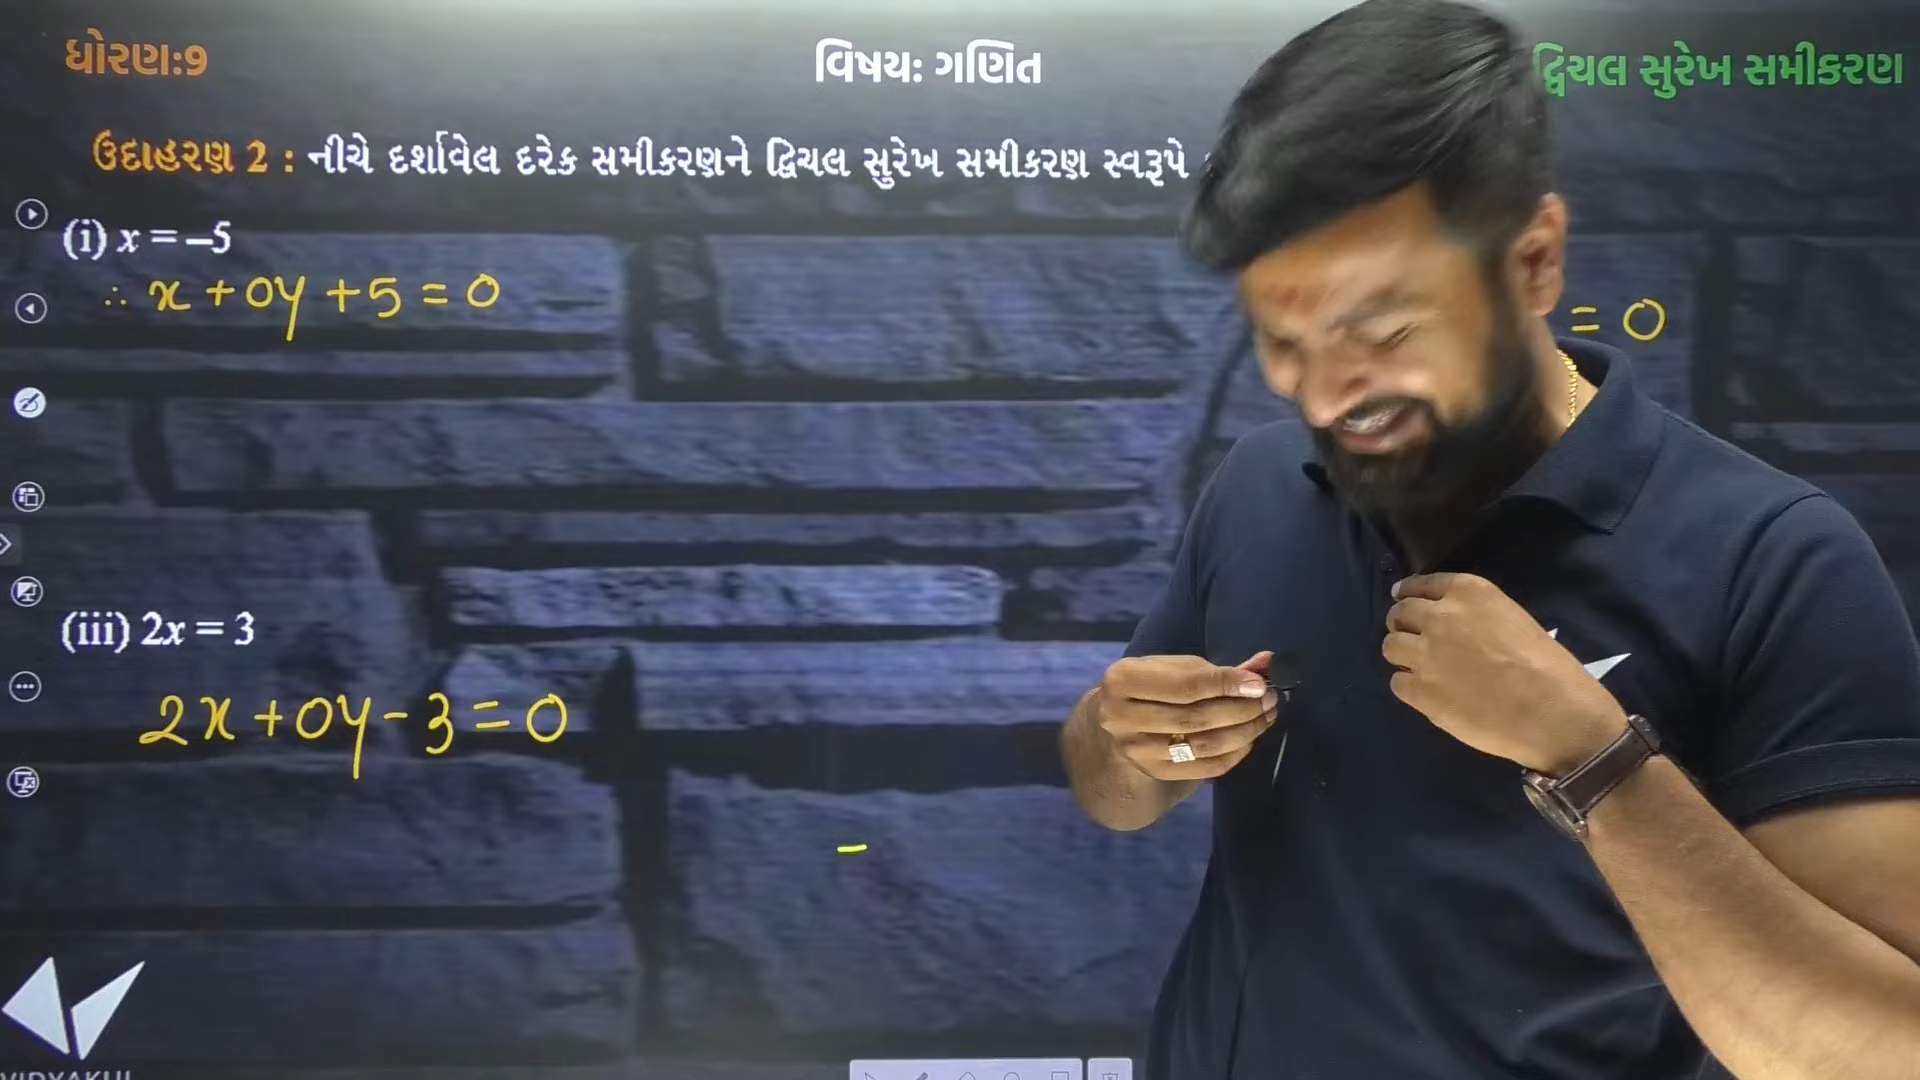 ધોરણ:9
વિષય: ગણિત
દ્વિચલ સુરેખ સમીકરણ
ઉદાહરણ 2 : નીચે દર્શાવેલ દરેક સમીકરણને દ્વિચલ સુરેખ સમીકરણ સ્વરૂપે
(i) x = –5
∴ x + 0y + 5 = 0
= 0
(iii) 2x = 3
2x + 0y - 3 = 0
VIDYAKUL